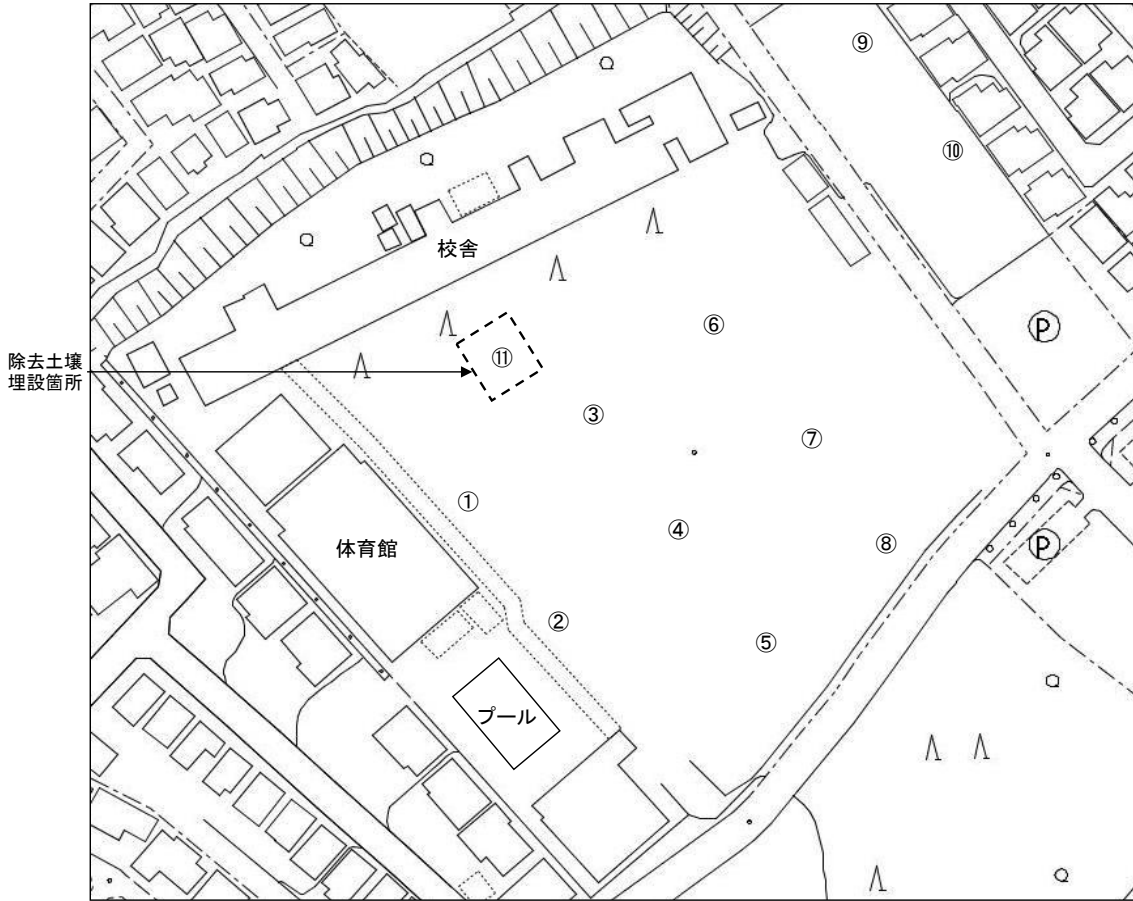 ⑨
⑩
校舎
⑥
Ⓟ
除去土壌
埋設箇所
⑪
③
⑦
①
④
体育館
⑧
Ⓟ
②
⑤
プール